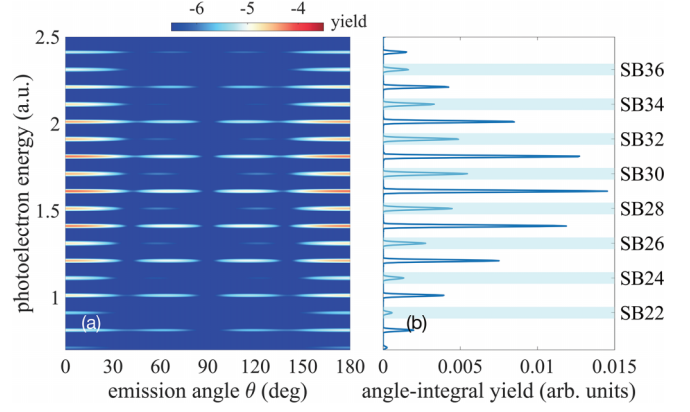 -6 -5 -4 yield
photoelectron energy (a.u.)
2.5
2
1.5
1
(a)
0 30 60 90 120 150 180
emission angle θ (deg)
SB36
SB34
SB32
SB30
SB28
SB26
SB24
SB22
(b)
0 0.005 0.01 0.015
angle-integral yield (arb. units)